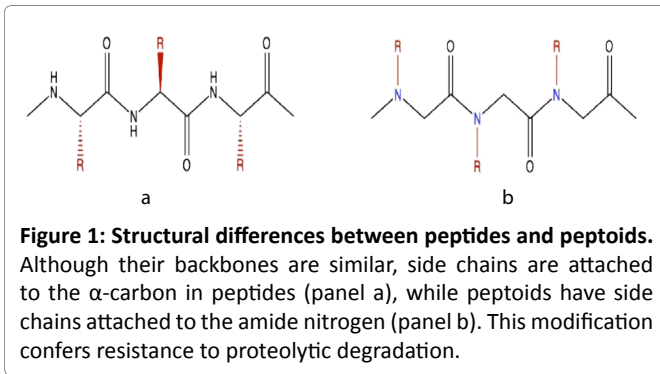 O R O
H H
N N
N N
H H
R O R
a
R O R O
N N
N
R O
b
Figure 1: Structural differences between peptides and peptoids.
Although their backbones are similar, side chains are attached
to the α-carbon in peptides (panel a), while peptoids have side
chains attached to the amide nitrogen (panel b). This modification
confers resistance to proteolytic degradation.